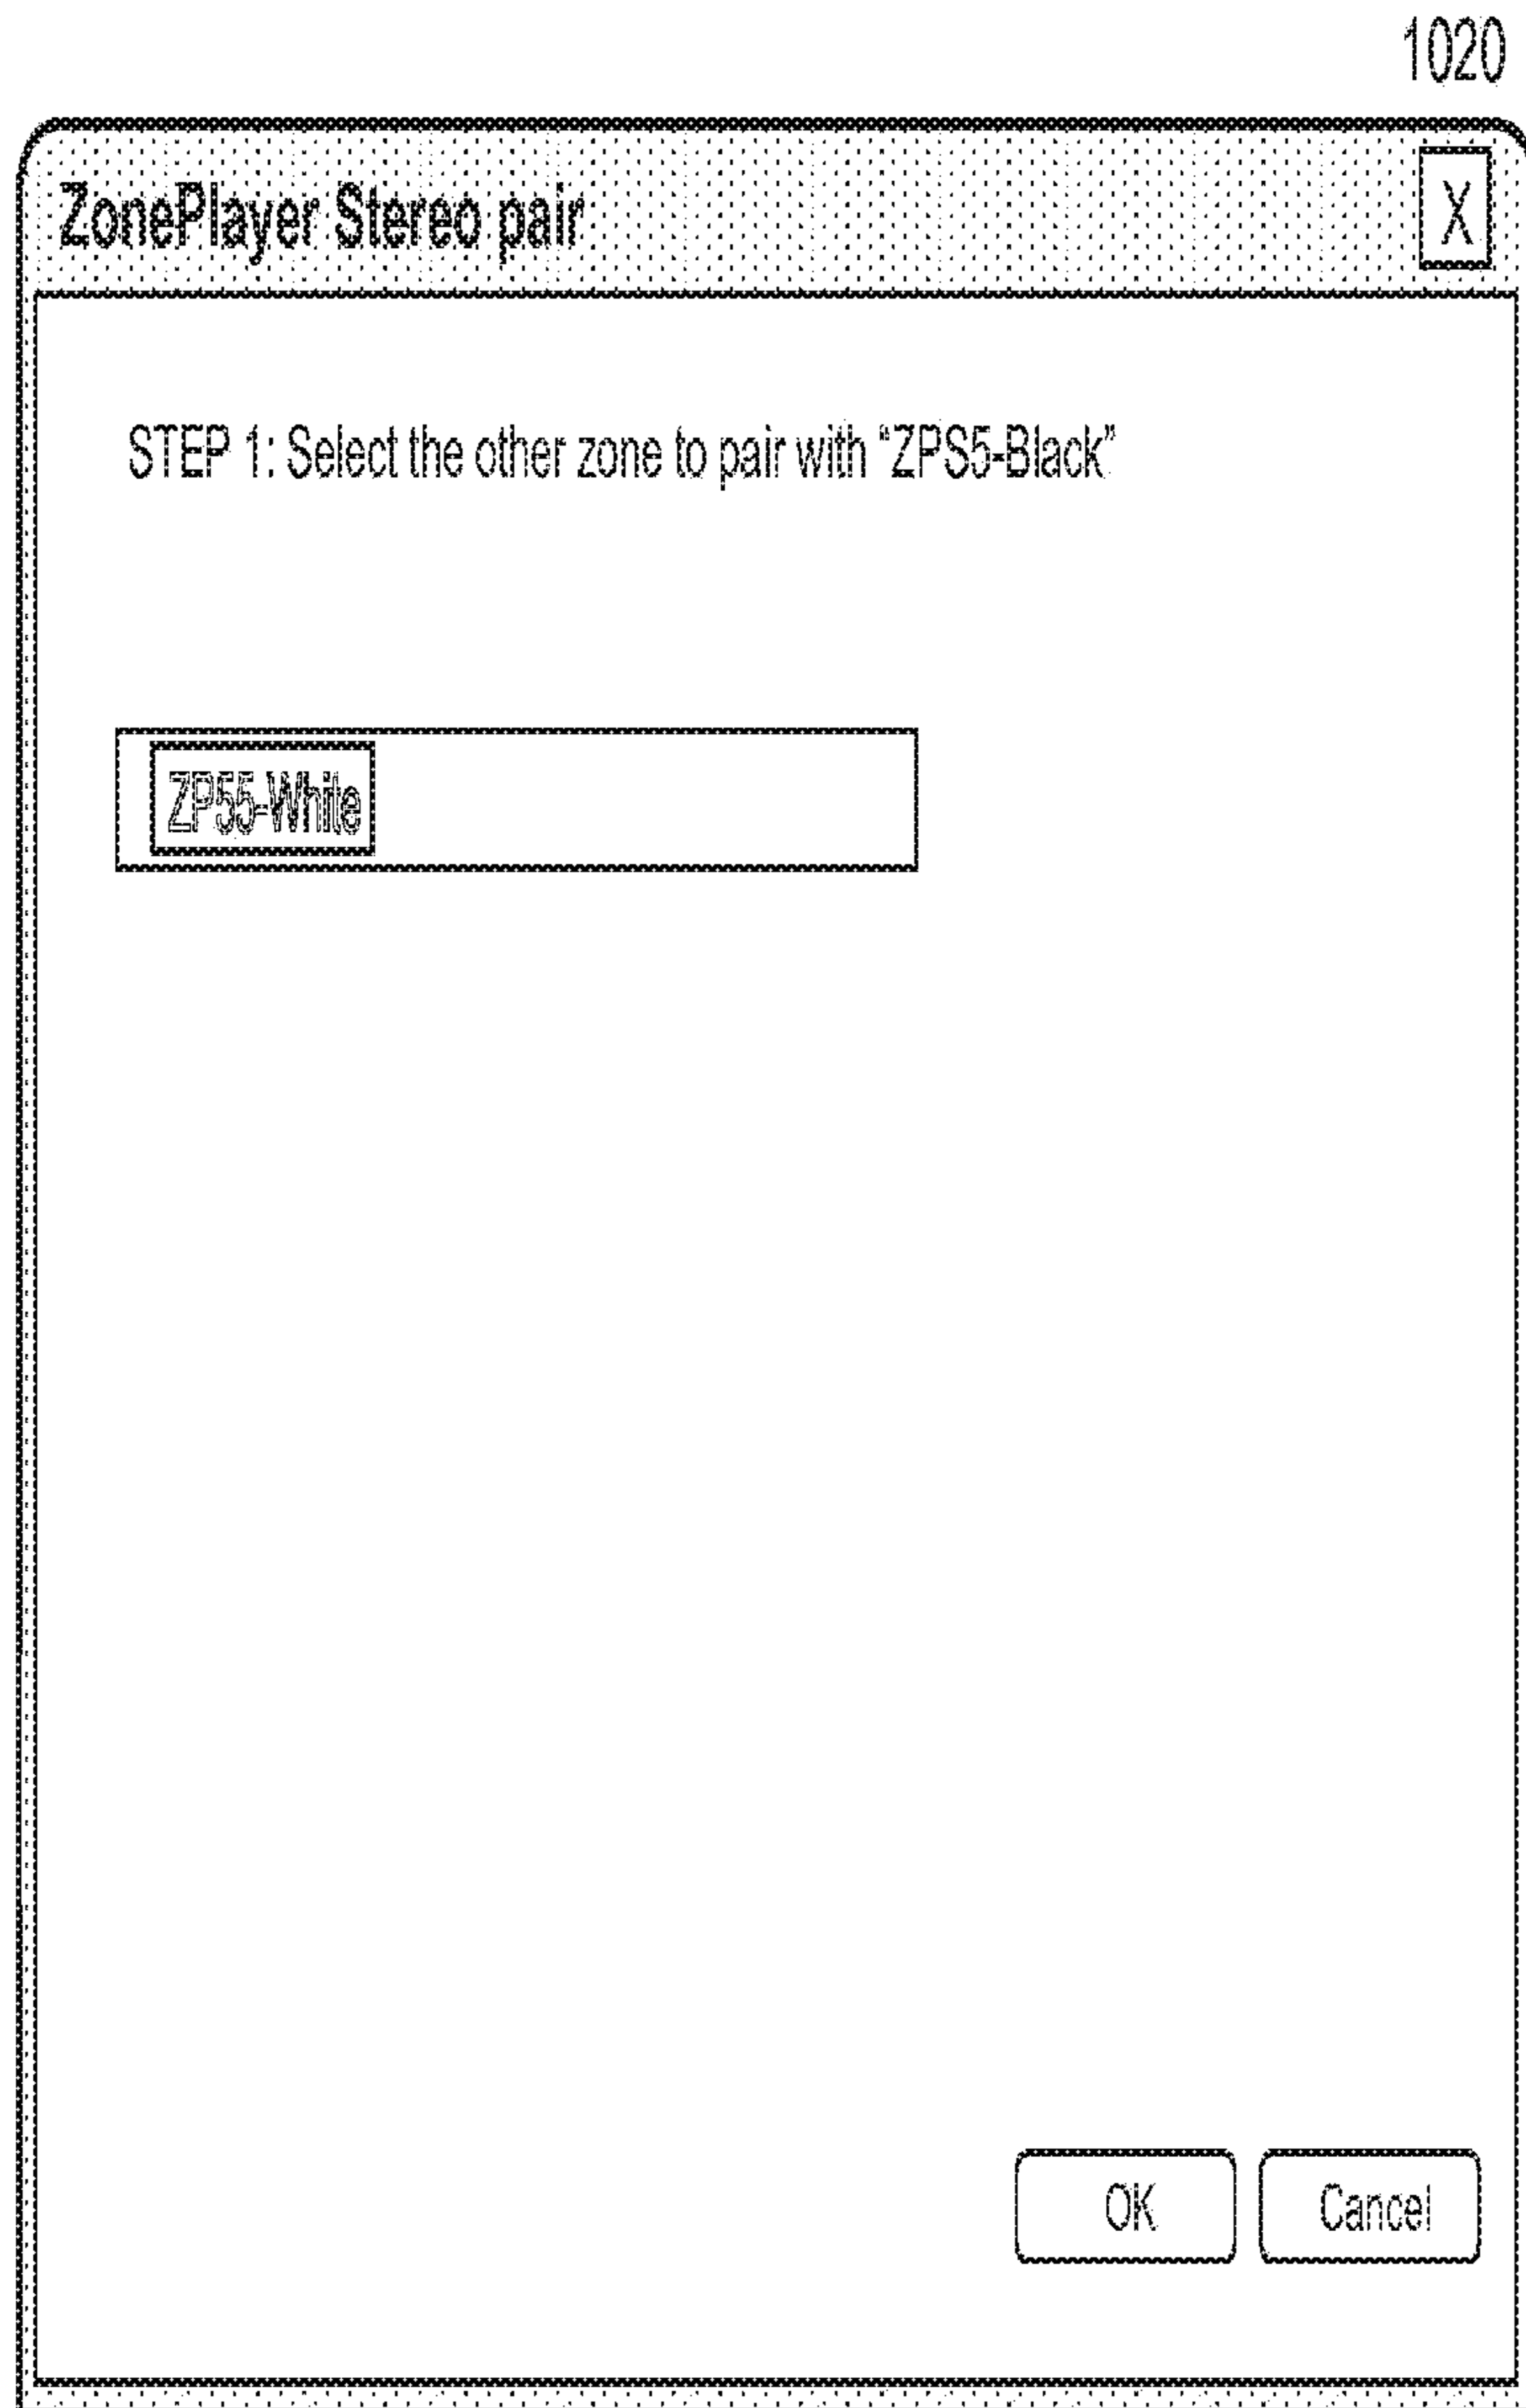 1020
ZonePlayer Stereo pair
X
STEP 1: Select the other zone to pair with "ZPS5-Black"
ZP55-White
OK
Cancel